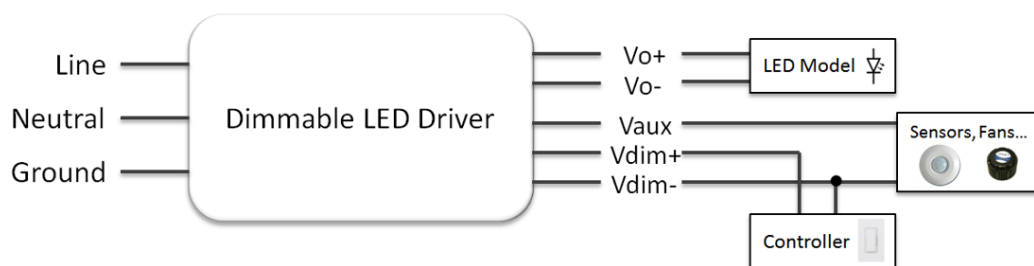 Line
Neutral
Ground
Dimmable LED Driver
Vo+
Vo-
Vaux
Vdim+
Vdim-
LED Model
Sensors, Fans...
Controller